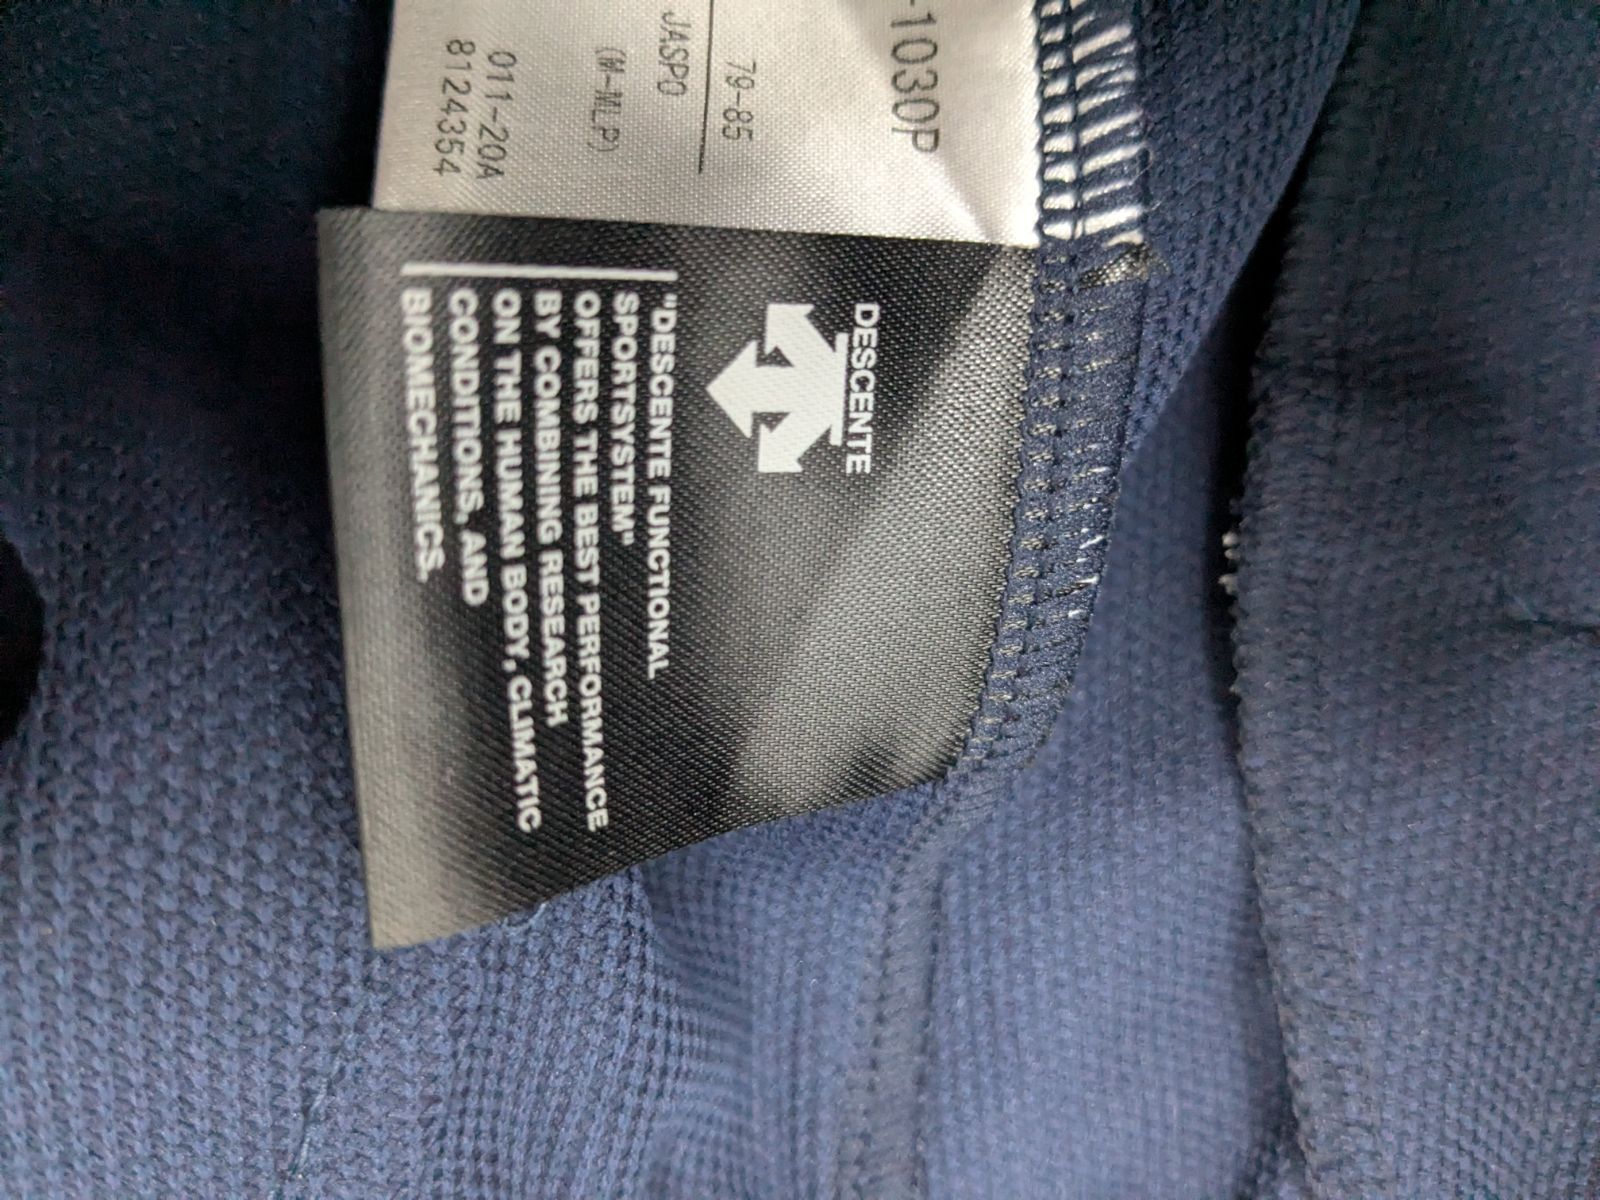 -1030P
79-85
JASPO
(M-MLP)
011-20A
8124354
DESCENTE
"DESCENTE FUNCTIONAL
SPORTSYSTEM"
OFFERS THE BEST PERFORMANCE
BY COMBINING RESEARCH
ON THE HUMAN BODY, CLIMATIC
CONDITIONS, AND
BIOMECHANICS.